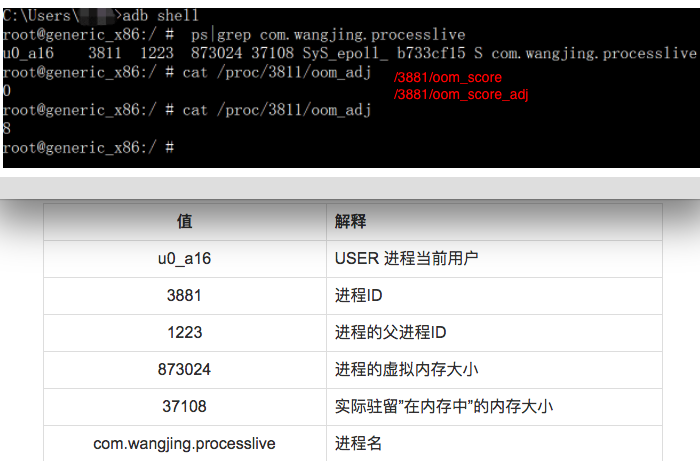 C:\Users\ >adb shell
root@generic_x86:/ # ps|grep com.wangjing.processlive
u0_a16 3811 1223 873024 37108 SyS_epoll_ b733cf15 S com.wangjing.processlive
root@generic_x86:/ # cat /proc/3811/oom_adj
/3881/oom_score
0
/3881/oom_score_adj
root@generic_x86:/ # cat /proc/3811/oom_adj
8
root@generic_x86:/ #
值 解释
u0_a16 USER 进程当前用户
3881 进程ID
1223 进程的父进程ID
873024 进程的虚拟内存大小
37108 实际驻留”在内存中”的内存大小
com.wangjing.processlive 进程名